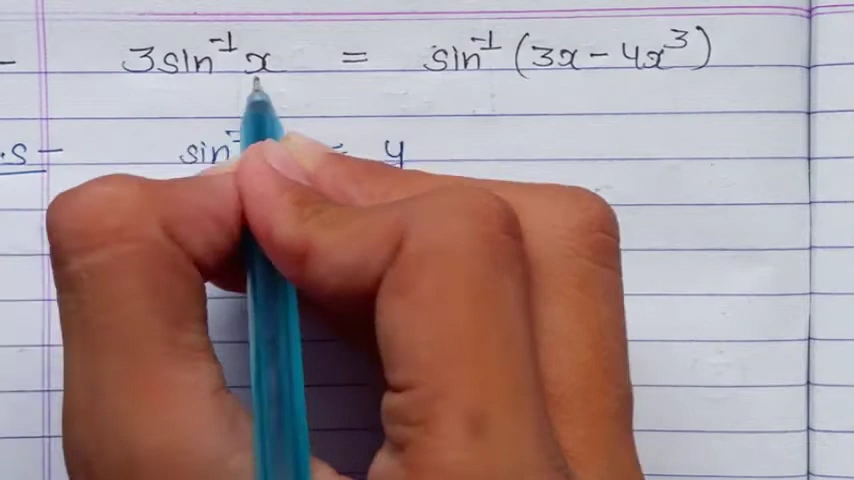 3sin⁻¹x = sin⁻¹(3x - 4x³)
.s - sin⁻ = y